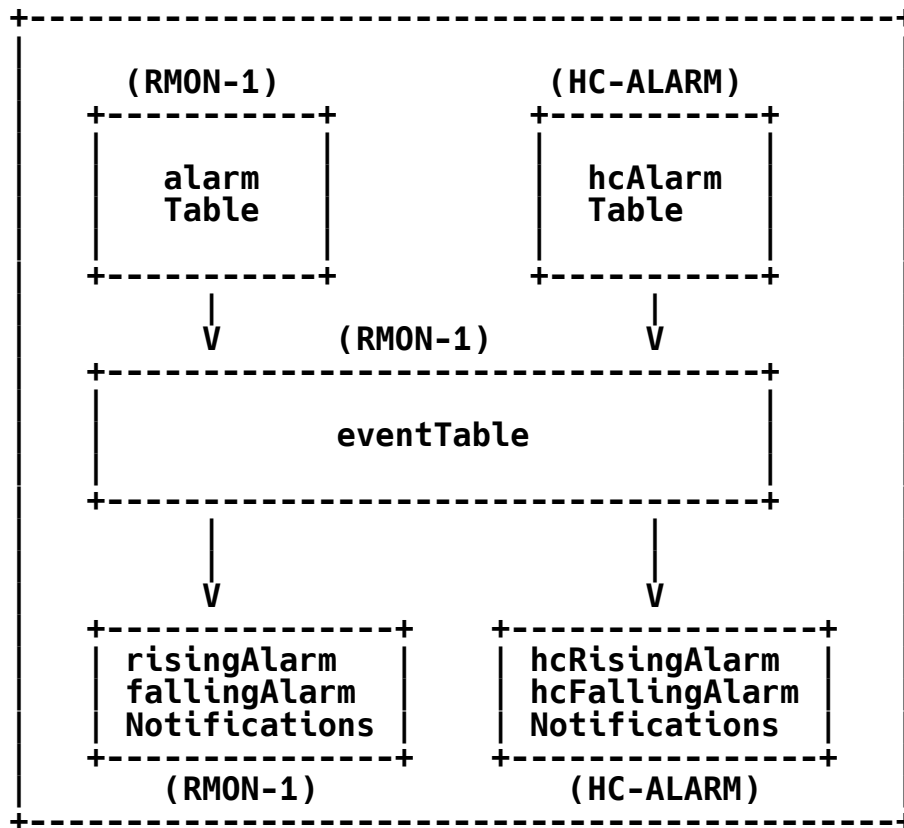 (RMON-1) (HC-ALARM)
alarm hcAlarm
Table Table
(RMON-1)
eventTable
risingAlarm hcRisingAlarm
fallingAlarm hcFallingAlarm
Notifications Notifications
(RMON-1) (HC-ALARM)